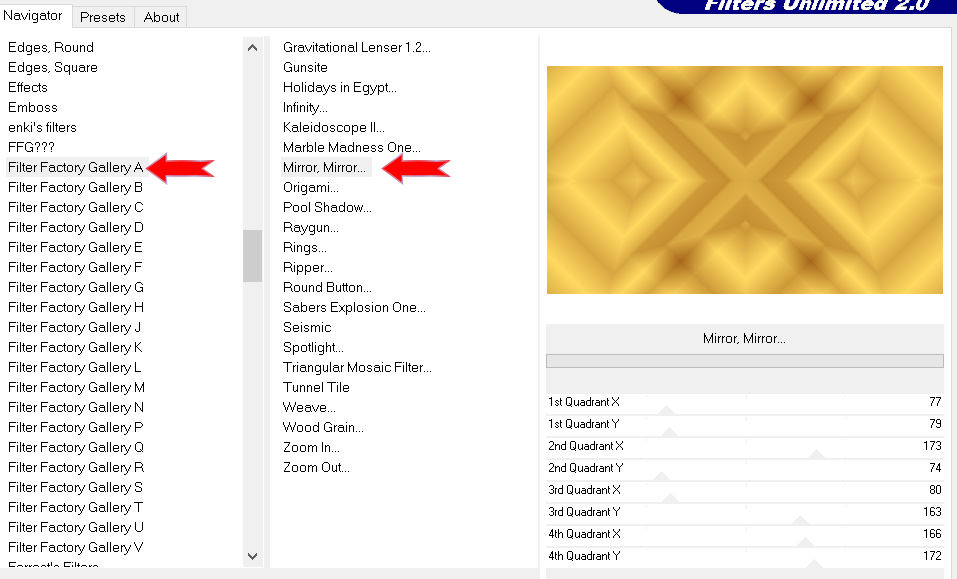 Filters Unlimited 2.0
Navigator
Presets
About
Edges, Round
Edges, Square
Effects
Emboss
enki's filters
FFG???
Filter Factory Gallery A
Filter Factory Gallery B
Filter Factory Gallery C
Filter Factory Gallery D
Filter Factory Gallery E
Filter Factory Gallery F
Filter Factory Gallery G
Filter Factory Gallery H
Filter Factory Gallery J
Filter Factory Gallery K
Filter Factory Gallery L
Filter Factory Gallery M
Filter Factory Gallery N
Filter Factory Gallery P
Filter Factory Gallery Q
Filter Factory Gallery R
Filter Factory Gallery S
Filter Factory Gallery T
Filter Factory Gallery U
Filter Factory Gallery V
Forrest's Filters
Gravitational Lenser 1.2...
Gunsite
Holidays in Egypt...
Infinity...
Kaleidoscope II...
Marble Madness One...
Mirror, Mirror...
Origami...
Pool Shadow...
Raygun...
Rings...
Ripper...
Round Button...
Sabers Explosion One...
Seismic
Spotlight...
Triangular Mosaic Filter...
Tunnel Tile
Weave...
Wood Grain...
Zoom In...
Zoom Out...
Mirror, Mirror...
1st Quadrant X 77
1st Quadrant Y 79
2nd Quadrant X 173
2nd Quadrant Y 74
3rd Quadrant X 80
3rd Quadrant Y 163
4th Quadrant X 166
4th Quadrant Y 172